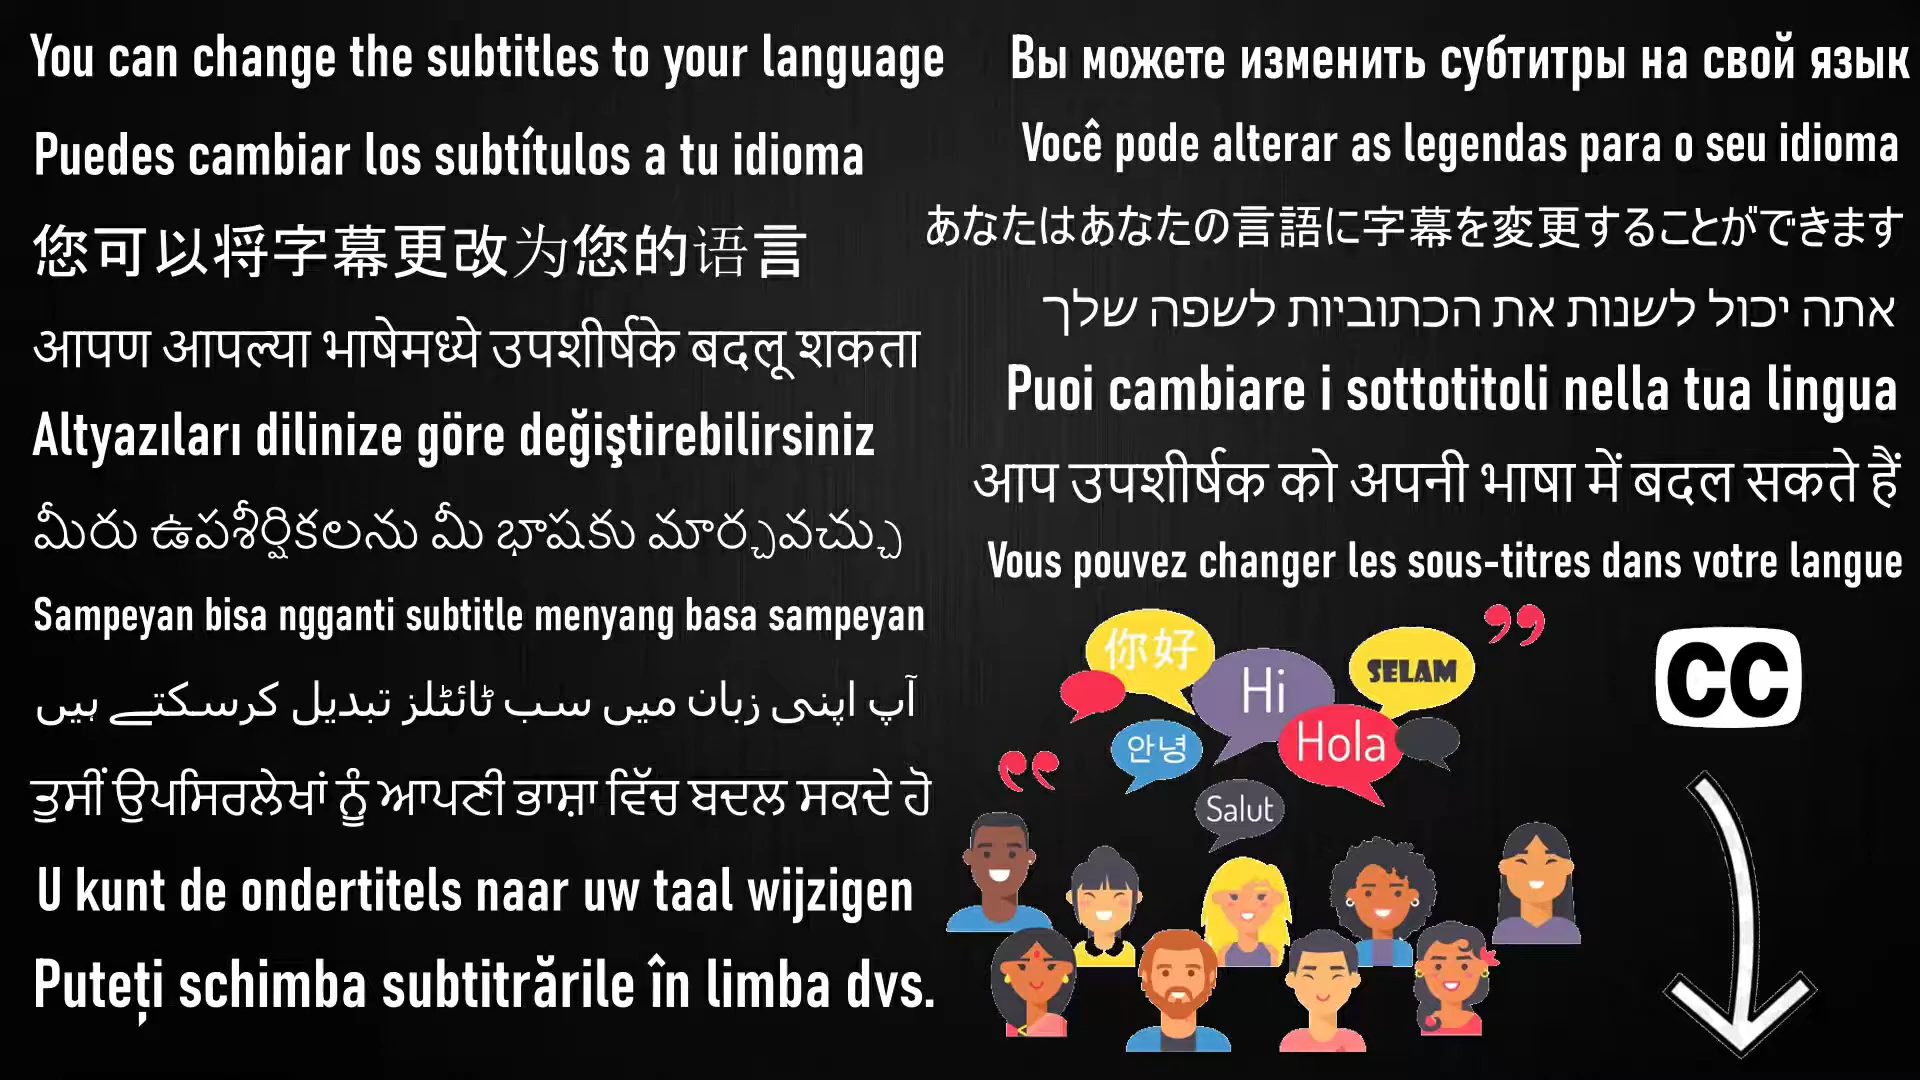 You can change the subtitles to your language
Puedes cambiar los subtítulos a tu idioma
您可以将字幕更改为您的语言
आपण आपल्या भाषेमध्ये उपशीर्षके बदलू शकता
Altyazıları dilinize göre değiştirebilirsiniz
మీరు ఉపశీర్షికలను మీ భాషకు మార్చవచ్చు
Sampeyan bisa ngganti subtitle menyang basa sampeyan
آپ اپنی زبان میں سب ٹائٹلز تبدیل کرسکتے ہیں
ਤੁਸੀਂ ਉਪਸਿਰਲੇਖਾਂ ਨੂੰ ਆਪਣੀ ਭਾਸ਼ਾ ਵਿੱਚ ਬਦਲ ਸਕਦੇ ਹੋ
U kunt de ondertitels naar uw taal wijzigen
Puteți schimba subtitrările în limba dvs.
Вы можете изменить субтитры на свой язык
Você pode alterar as legendas para o seu idioma
あなたはあなたの言語に字幕を変更することができます
אתה יכול לשנות את הכתוביות לשפה שלך
Puoi cambiare i sottotitoli nella tua lingua
आप उपशीर्षक को अपनी भाषा में बदल सकते हैं
Vous pouvez changer les sous-titres dans votre langue
你好
Hi
SELAM
안녕
Hola
Salut
CC